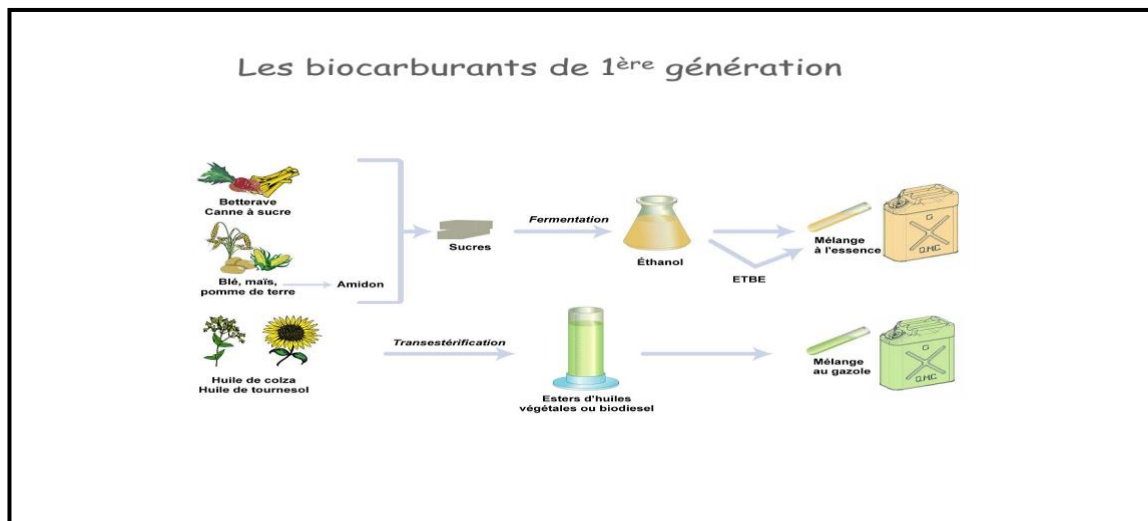 Les biocarburants de 1ère génération
Betterave
Canne à sucre
Blé, maïs,
pomme de terre
Amidon
Sucres
Fermentation
Éthanol
ETBE
Mélange
à l'essence
G
Q.M.C.
Huile de colza
Huile de tournesol
Transestérification
Esters d'huiles
végétales ou biodiesel
Mélange
au gazole
G
Q.M.C.